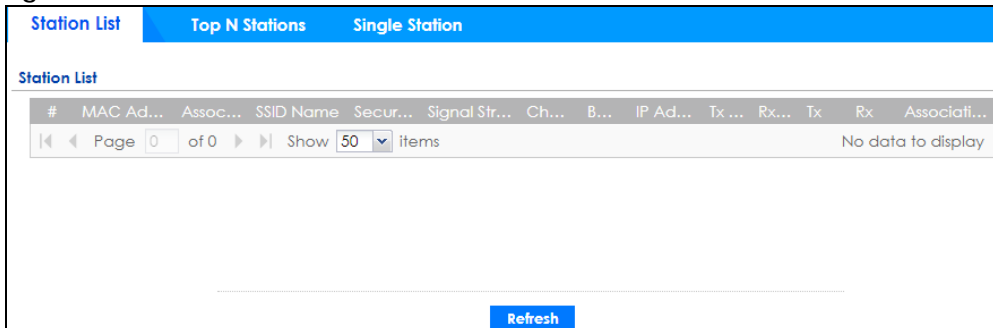 Station List Top N Stations Single Station
Station List
# MAC Ad... Assoc... SSID Name Secur... Signal Str... Ch... B... IP Ad... Tx ... Rx... Tx Rx Associati...
Page 0 of 0 Show 50 items No data to display
Refresh